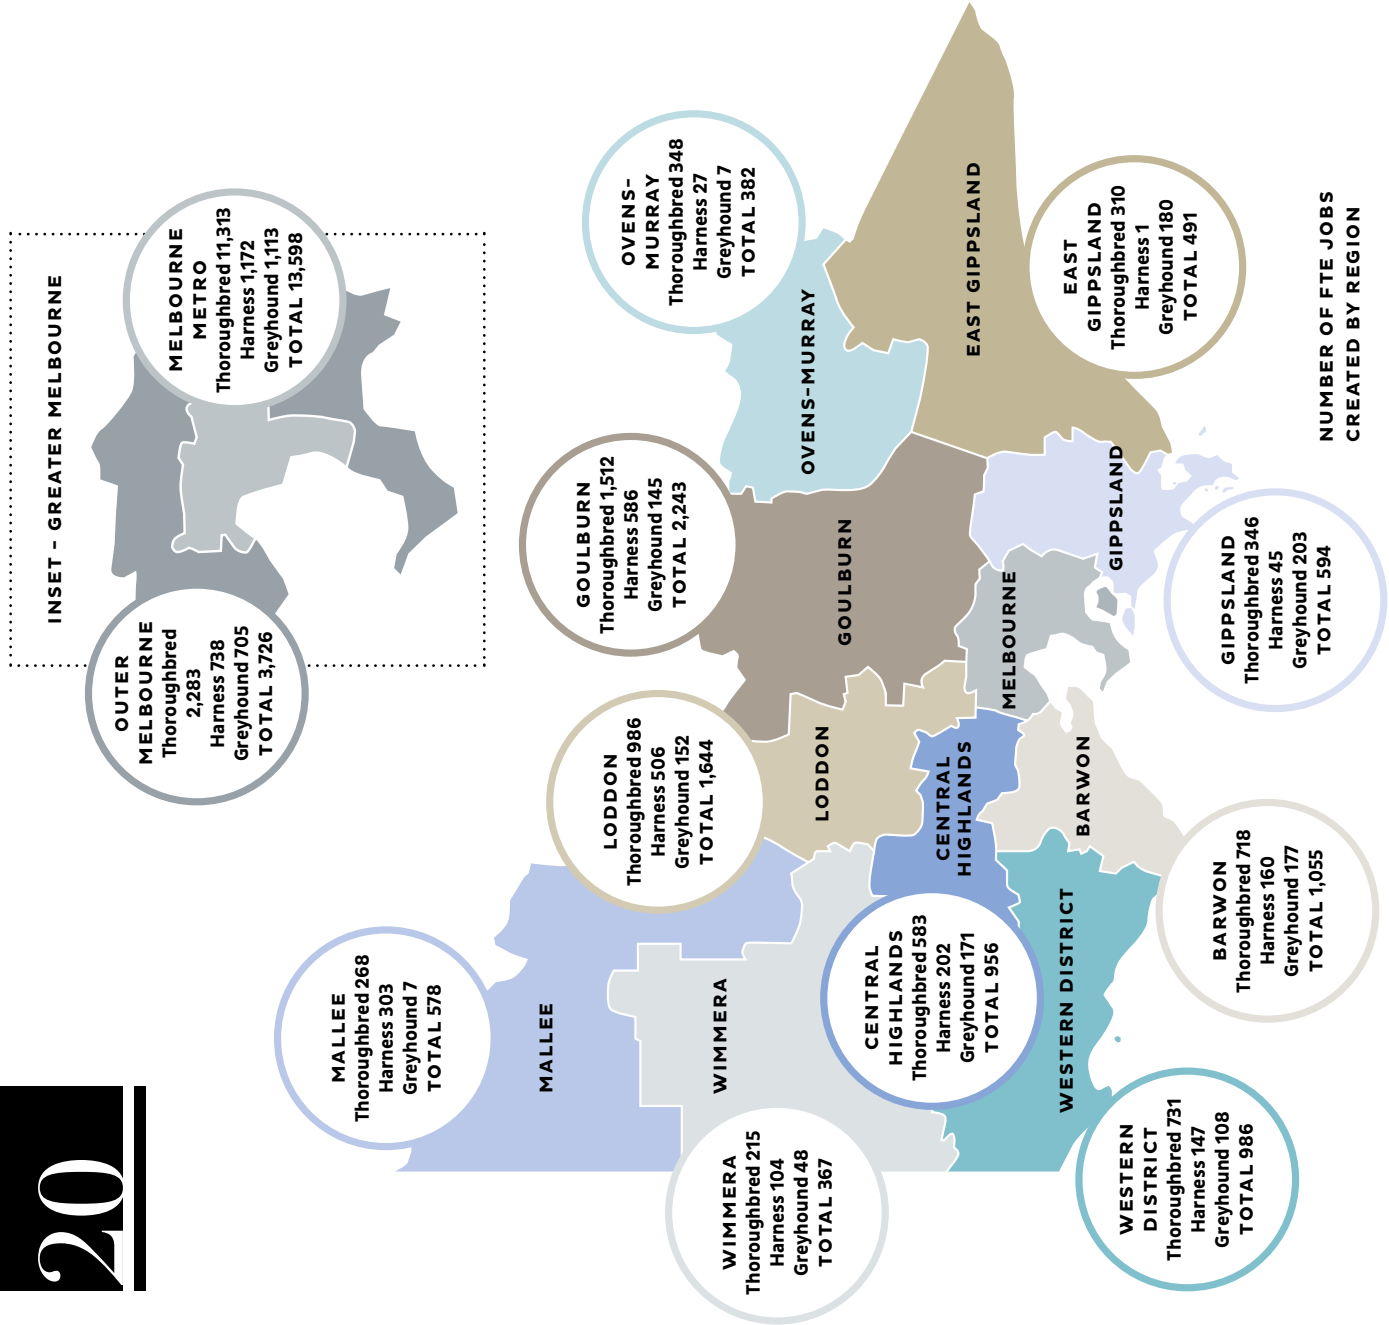 20
INSET – GREATER MELBOURNE
OUTER
MELBOURNE
Thoroughbred
2,283
Harness 738
Greyhound 705
TOTAL 3,726
MELBOURNE
METRO
Thoroughbred 11,313
Harness 1,172
Greyhound 1,113
TOTAL 13,598
MALLEE
Thoroughbred 268
Harness 303
Greyhound 7
TOTAL 578
LODDON
Thoroughbred 986
Harness 506
Greyhound 152
TOTAL 1,644
GOULBURN
Thoroughbred 1,512
Harness 586
Greyhound 145
TOTAL 2,243
OVENS–
MURRAY
Thoroughbred 348
Harness 27
Greyhound 7
TOTAL 382
MALLEE
WIMMERA
LODDON
GOULBURN
OVENS–MURRAY
CENTRAL
HIGHLANDS
MELBOURNE
EAST GIPPSLAND
WESTERN DISTRICT
BARWON
GIPPSLAND
WIMMERA
Thoroughbred 215
Harness 104
Greyhound 48
TOTAL 367
CENTRAL
HIGHLANDS
Thoroughbred 583
Harness 202
Greyhound 171
TOTAL 956
EAST
GIPPSLAND
Thoroughbred 310
Harness 1
Greyhound 180
TOTAL 491
WESTERN
DISTRICT
Thoroughbred 731
Harness 147
Greyhound 108
TOTAL 986
BARWON
Thoroughbred 718
Harness 160
Greyhound 177
TOTAL 1,055
GIPPSLAND
Thoroughbred 346
Harness 45
Greyhound 203
TOTAL 594
NUMBER OF FTE JOBS
CREATED BY REGION